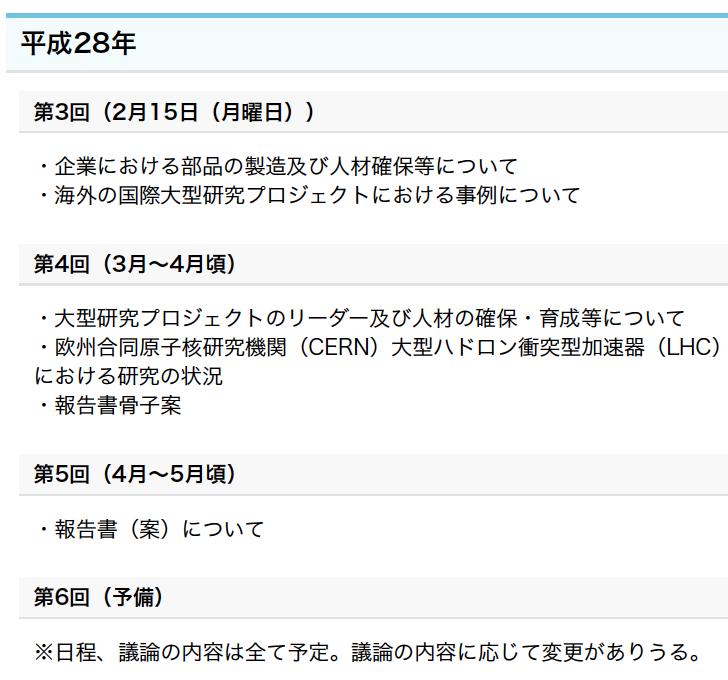 平成28年
第3回（2月15日（月曜日））
・企業における部品の製造及び人材確保等について
・海外の国際大型研究プロジェクトにおける事例について
第4回（3月～4月頃）
・大型研究プロジェクトのリーダー及び人材の確保・育成等について
・欧州合同原子核研究機関（CERN）大型ハドロン衝突型加速器（LHC）
における研究の状況
・報告書骨子案
第5回（4月～5月頃）
・報告書（案）について
第6回（予備）
※日程、議論の内容は全て予定。議論の内容に応じて変更がありうる。